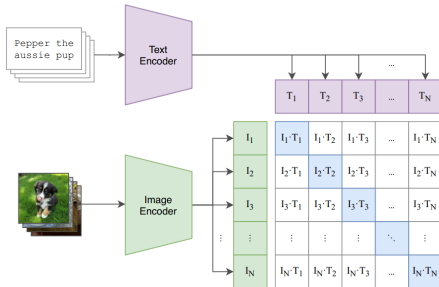 Pepper the
aussie pup
Text
Encoder
...
T1 T2 T3 ... TN
I1 I1·T1 I1·T2 I1·T3 ... I1·TN
I2 I2·T1 I2·T2 I2·T3 ... I2·TN
Image
Encoder
I3 I3·T1 I3·T2 I3·T3 ... I3·TN
⋮ ⋮ ⋮ ⋮ ⋱ ⋮
IN IN·T1 IN·T2 IN·T3 ... IN·TN